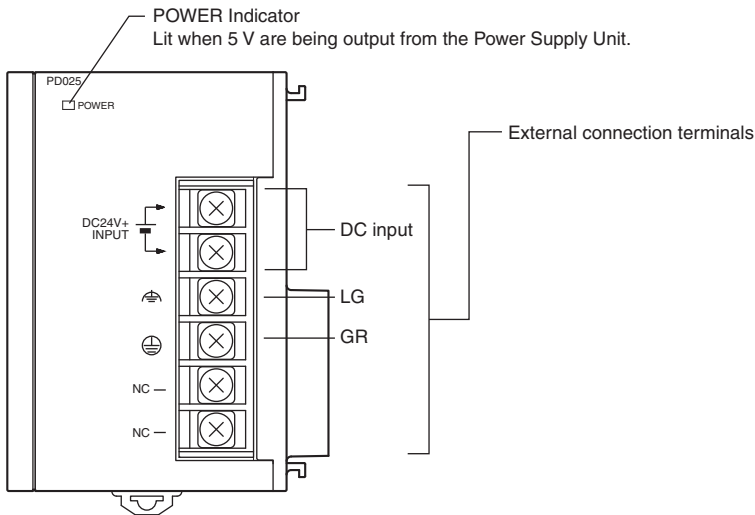 POWER Indicator
Lit when 5 V are being output from the Power Supply Unit.
PD025
POWER
External connection terminals
DC24V+
INPUT
DC input
LG
GR
NC
NC